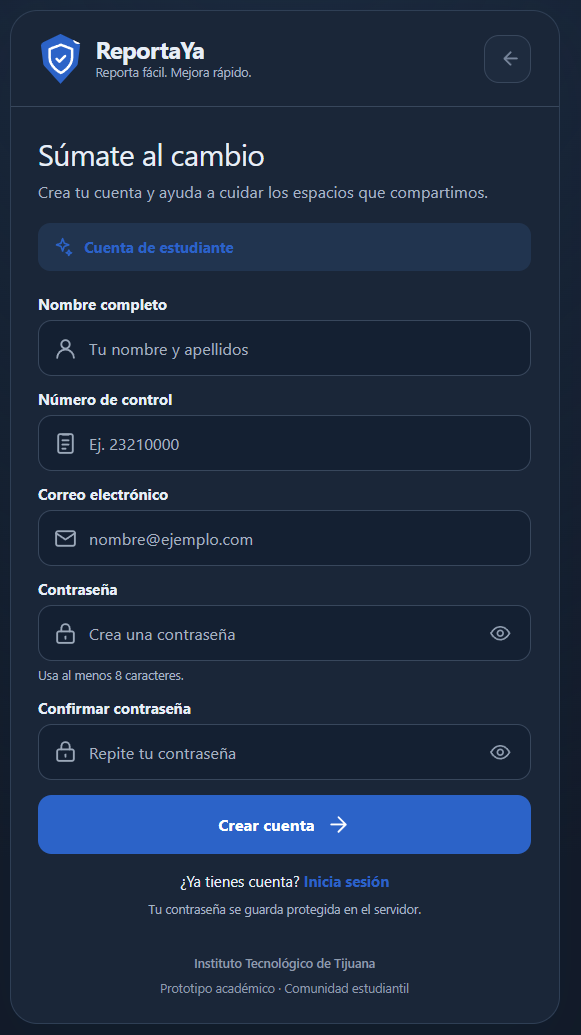 ReportaYa
Reporta fácil. Mejora rápido.
Súmate al cambio
Crea tu cuenta y ayuda a cuidar los espacios que compartimos.
Cuenta de estudiante
Nombre completo
Tu nombre y apellidos
Número de control
Ej. 23210000
Correo electrónico
nombre@ejemplo.com
Contraseña
Crea una contraseña
Usa al menos 8 caracteres.
Confirmar contraseña
Repite tu contraseña
Crear cuenta
¿Ya tienes cuenta? Inicia sesión
Tu contraseña se guarda protegida en el servidor.
Instituto Tecnológico de Tijuana
Prototipo académico · Comunidad estudiantil